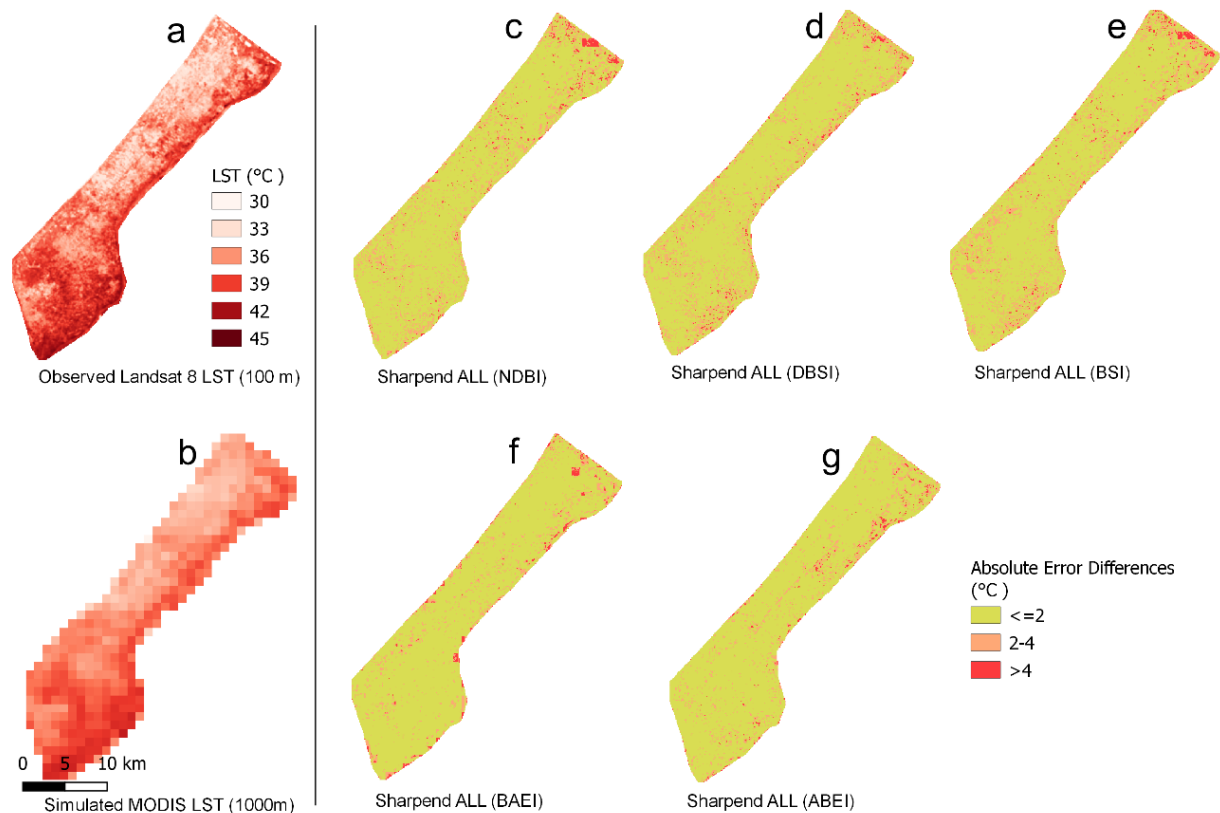 a
LST (°C )
30
33
36
39
42
45
Observed Landsat 8 LST (100 m)
b
0 5 10 km
Simulated MODIS LST (1000m)
c
Sharpend ALL (NDBI)
d
Sharpend ALL (DBSI)
e
Sharpend ALL (BSI)
f
Sharpend ALL (BAEI)
g
Sharpend ALL (ABEI)
Absolute Error Differences
(°C )
<=2
2-4
>4